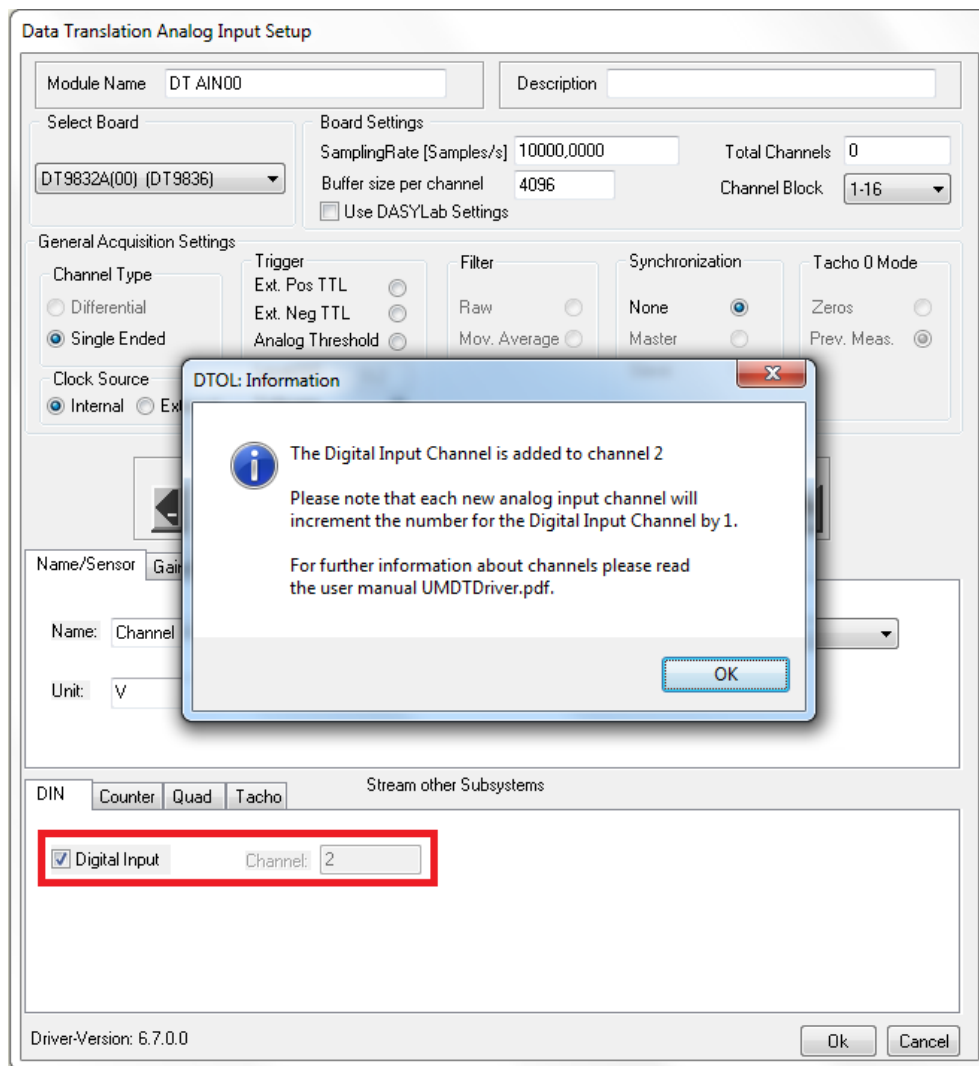 Data Translation Analog Input Setup
Module Name DT AIN00 Description
Select Board Board Settings
SamplingRate [Samples/s] 10000,0000 Total Channels 0
DT9832A(00) (DT9836) Buffer size per channel 4096 Channel Block 1-16
Use DASYLab Settings
General Acquisition Settings
Channel Type Trigger Filter Synchronization Tacho 0 Mode
Ext. Pos TTL
Differential Ext. Neg TTL Raw None Zeros
Single Ended Analog Threshold Mov. Average Master Prev. Meas.
Clock Source DTOL: Information
Internal
The Digital Input Channel is added to channel 2
Please note that each new analog input channel will
increment the number for the Digital Input Channel by 1.
For further information about channels please read
the user manual UMDTDriver.pdf.
OK
Name/Sensor
Name: Channel
Unit: V
DIN Counter Quad Tacho Stream other Subsystems
Digital Input Channel: 2
Driver-Version: 6.7.0.0 Ok Cancel